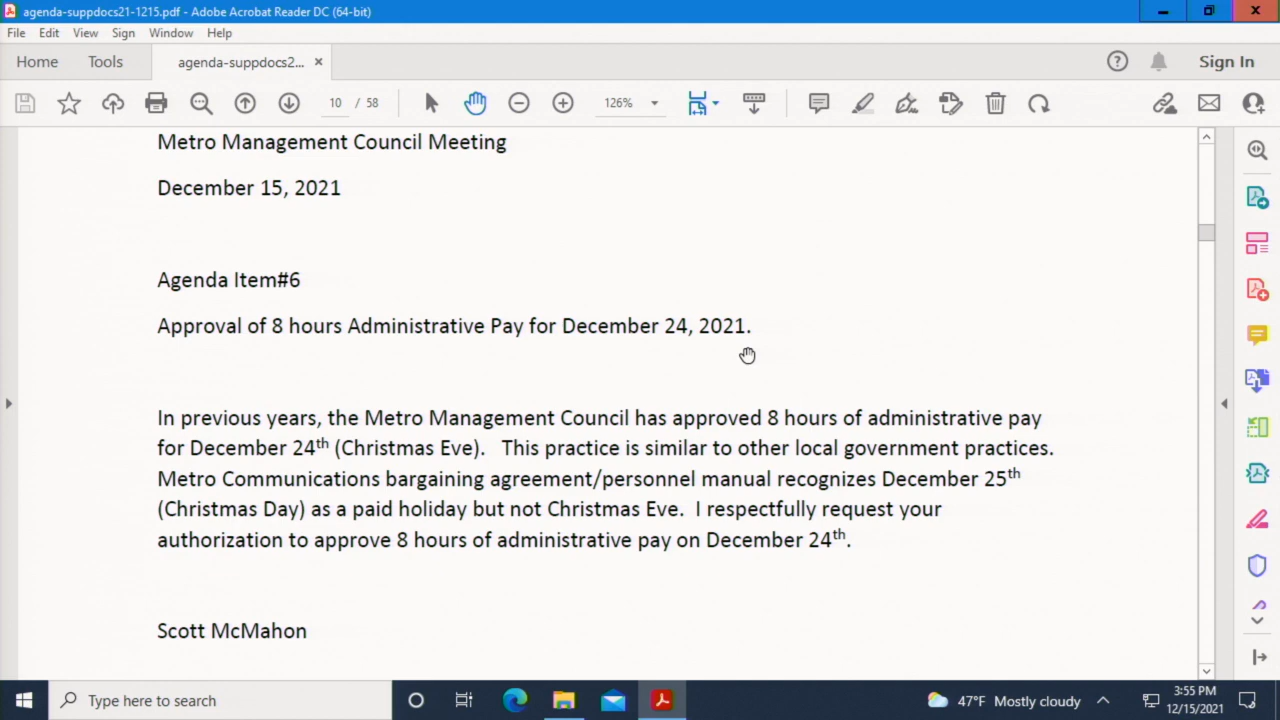 agenda-suppdocs21-1215.pdf - Adobe Acrobat Reader DC (64-bit)
File Edit View Sign Window Help
Home Tools agenda-suppdocs2... × Sign In
10 / 58 126%
Metro Management Council Meeting
December 15, 2021
Agenda Item#6
Approval of 8 hours Administrative Pay for December 24, 2021.
In previous years, the Metro Management Council has approved 8 hours of administrative pay
for December 24th (Christmas Eve). This practice is similar to other local government practices.
Metro Communications bargaining agreement/personnel manual recognizes December 25th
(Christmas Day) as a paid holiday but not Christmas Eve. I respectfully request your
authorization to approve 8 hours of administrative pay on December 24th.
Scott McMahon
Type here to search 47°F Mostly cloudy 3:55 PM
12/15/2021